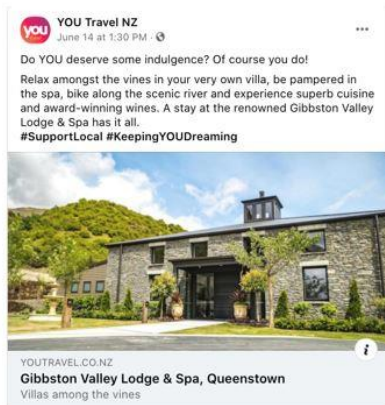 you
YOU Travel NZ
June 14 at 1:30 PM ·
Do YOU deserve some indulgence? Of course you do!
Relax amongst the vines in your very own villa, be pampered in
the spa, bike along the scenic river and experience superb cuisine
and award-winning wines. A stay at the renowned Gibbston Valley
Lodge & Spa has it all.
#SupportLocal #KeepingYOUDreaming
i
YOUTRAVEL.CO.NZ
Gibbston Valley Lodge & Spa, Queenstown
Villas among the vines